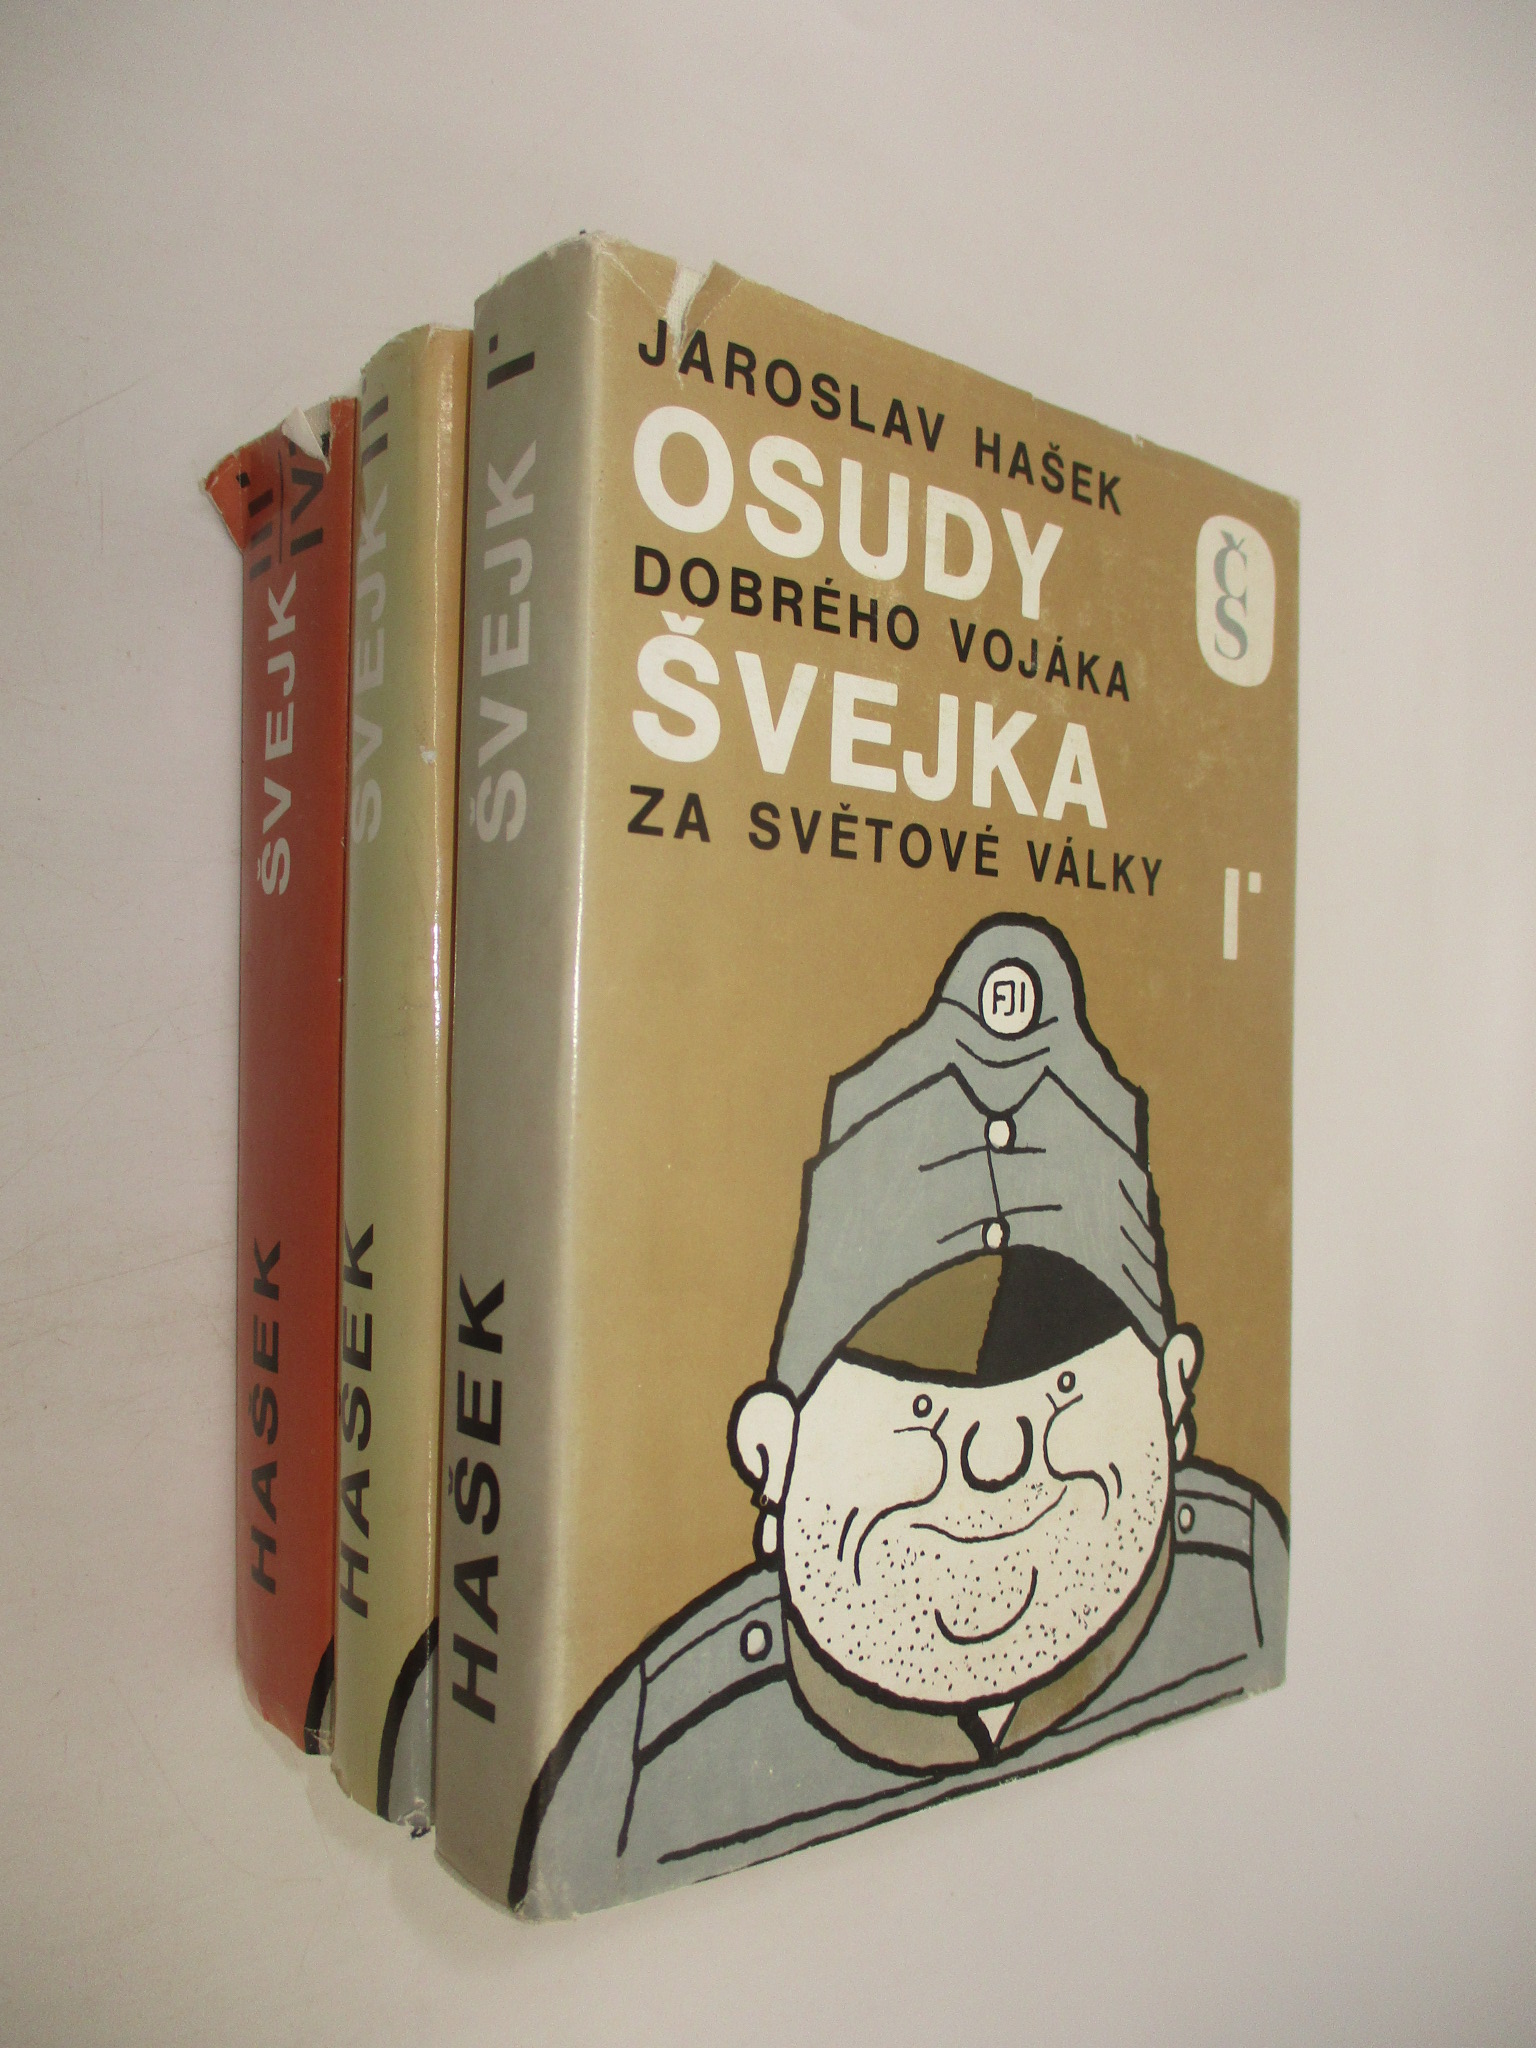 JAROSLAV HAŠEK
OSUDY
DOBRÉHO VOJÁKA
ŠVEJKA
ZA SVĚTOVÉ VÁLKY
ČS
I·
FJI
HAŠEK ŠVEJK I·
HAŠEK ŠVEJK II·
HAŠEK ŠVEJK III·
IV·